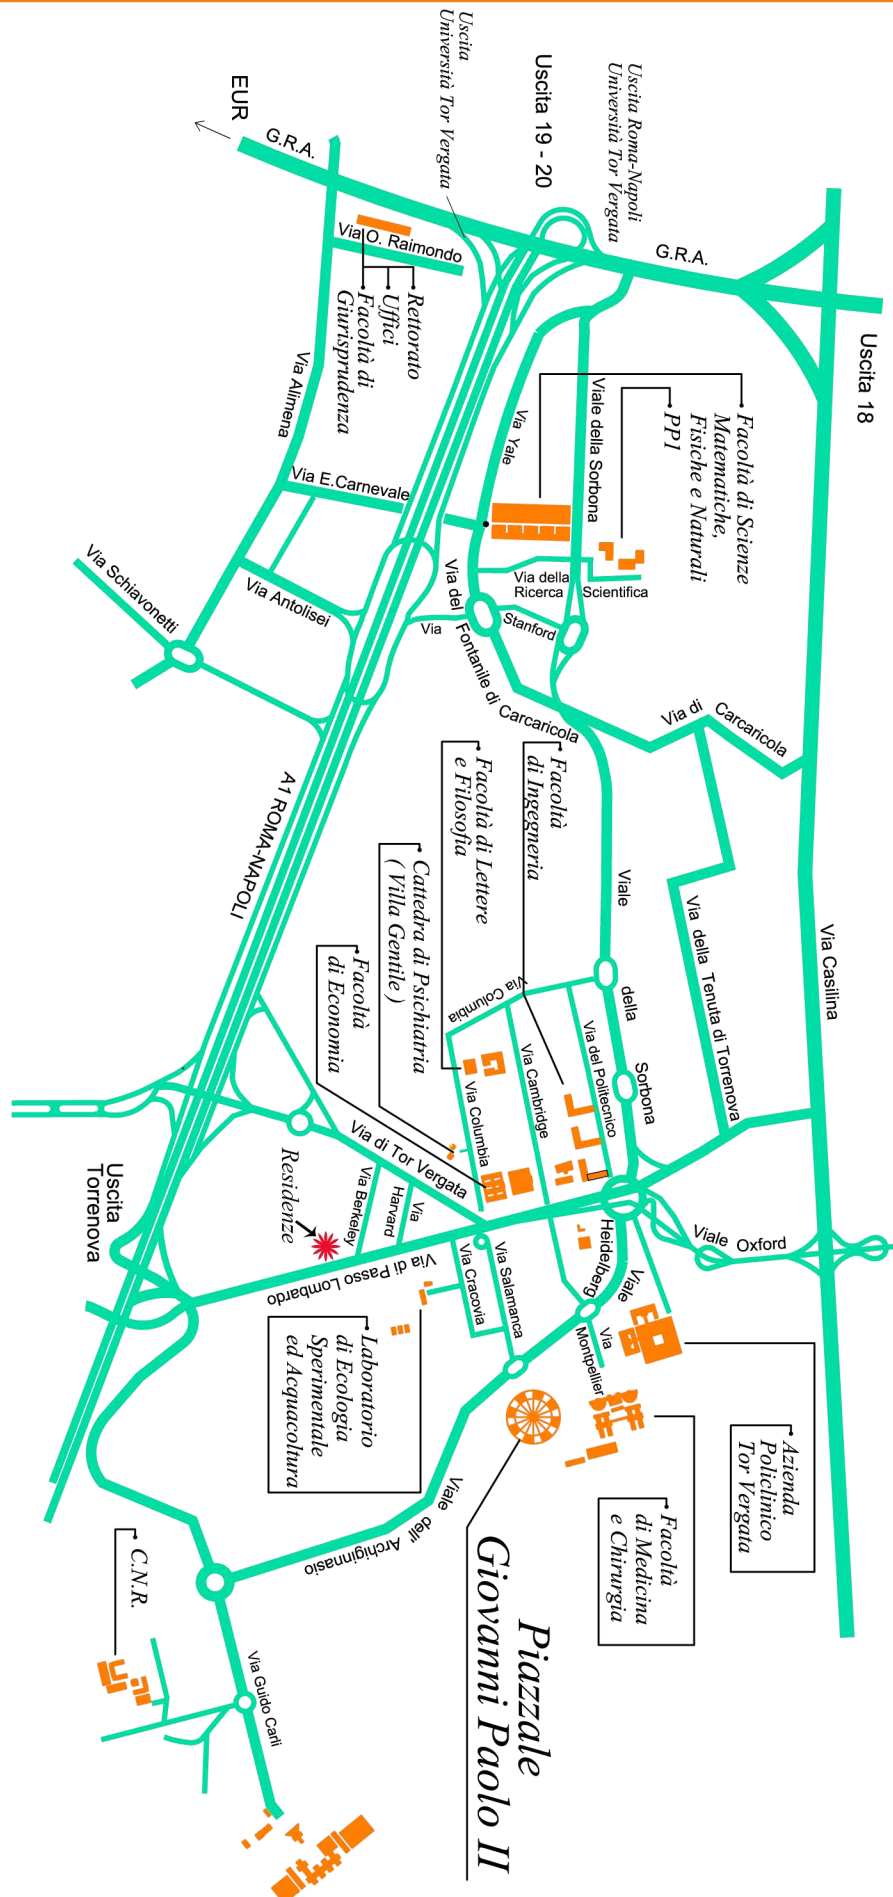 Uscita
Università Tor Vergata
Uscita 19 - 20
Uscita Roma-Napoli
Università Tor Vergata
EUR
G.R.A.
G.R.A.
Uscita 18
Via O. Raimondo
Rettorato
Uffici
Facoltà di
Giurisprudenza
Via Alimena
Via E.Carnevale
Via Antolisei
Via Schiavonetti
Via Yale
Viale della Sorbona
Facoltà di Scienze
Matematiche,
Fisiche e Naturali
PP1
Via della
Ricerca
Scientifica
Via
Stanford
Via del
Fontanile di
Carcaricola
Via di
Carcaricola
A1 ROMA-NAPOLI
Facoltà
di Ingegneria
Facoltà di Lettere
e Filosofia
Cattedra di Psichiatria
( Villa Gentile )
Facoltà
di Economia
Viale
della
Sorbona
Via della Tenuta di Torrenova
Via Casilina
Via Columbia
Via Columbia
Via Cambridge
Via del Politecnico
Via di Tor Vergata
Via Berkeley
Via
Harvard
Residenze
Uscita
Torrenova
Via di Passo Lombardo
Via Cracovia
Via Salamanca
Viale
Heidelberg
Via
Montpellier
Viale Oxford
Laboratorio
di Ecologia
Sperimentale
ed Acquacoltura
Azienda
Policlinico
Tor Vergata
Facoltà
di Medicina
e Chirurgia
Piazzale
Giovanni Paolo II
Viale dell' Archiginnasio
C.N.R.
Via Guido Carli